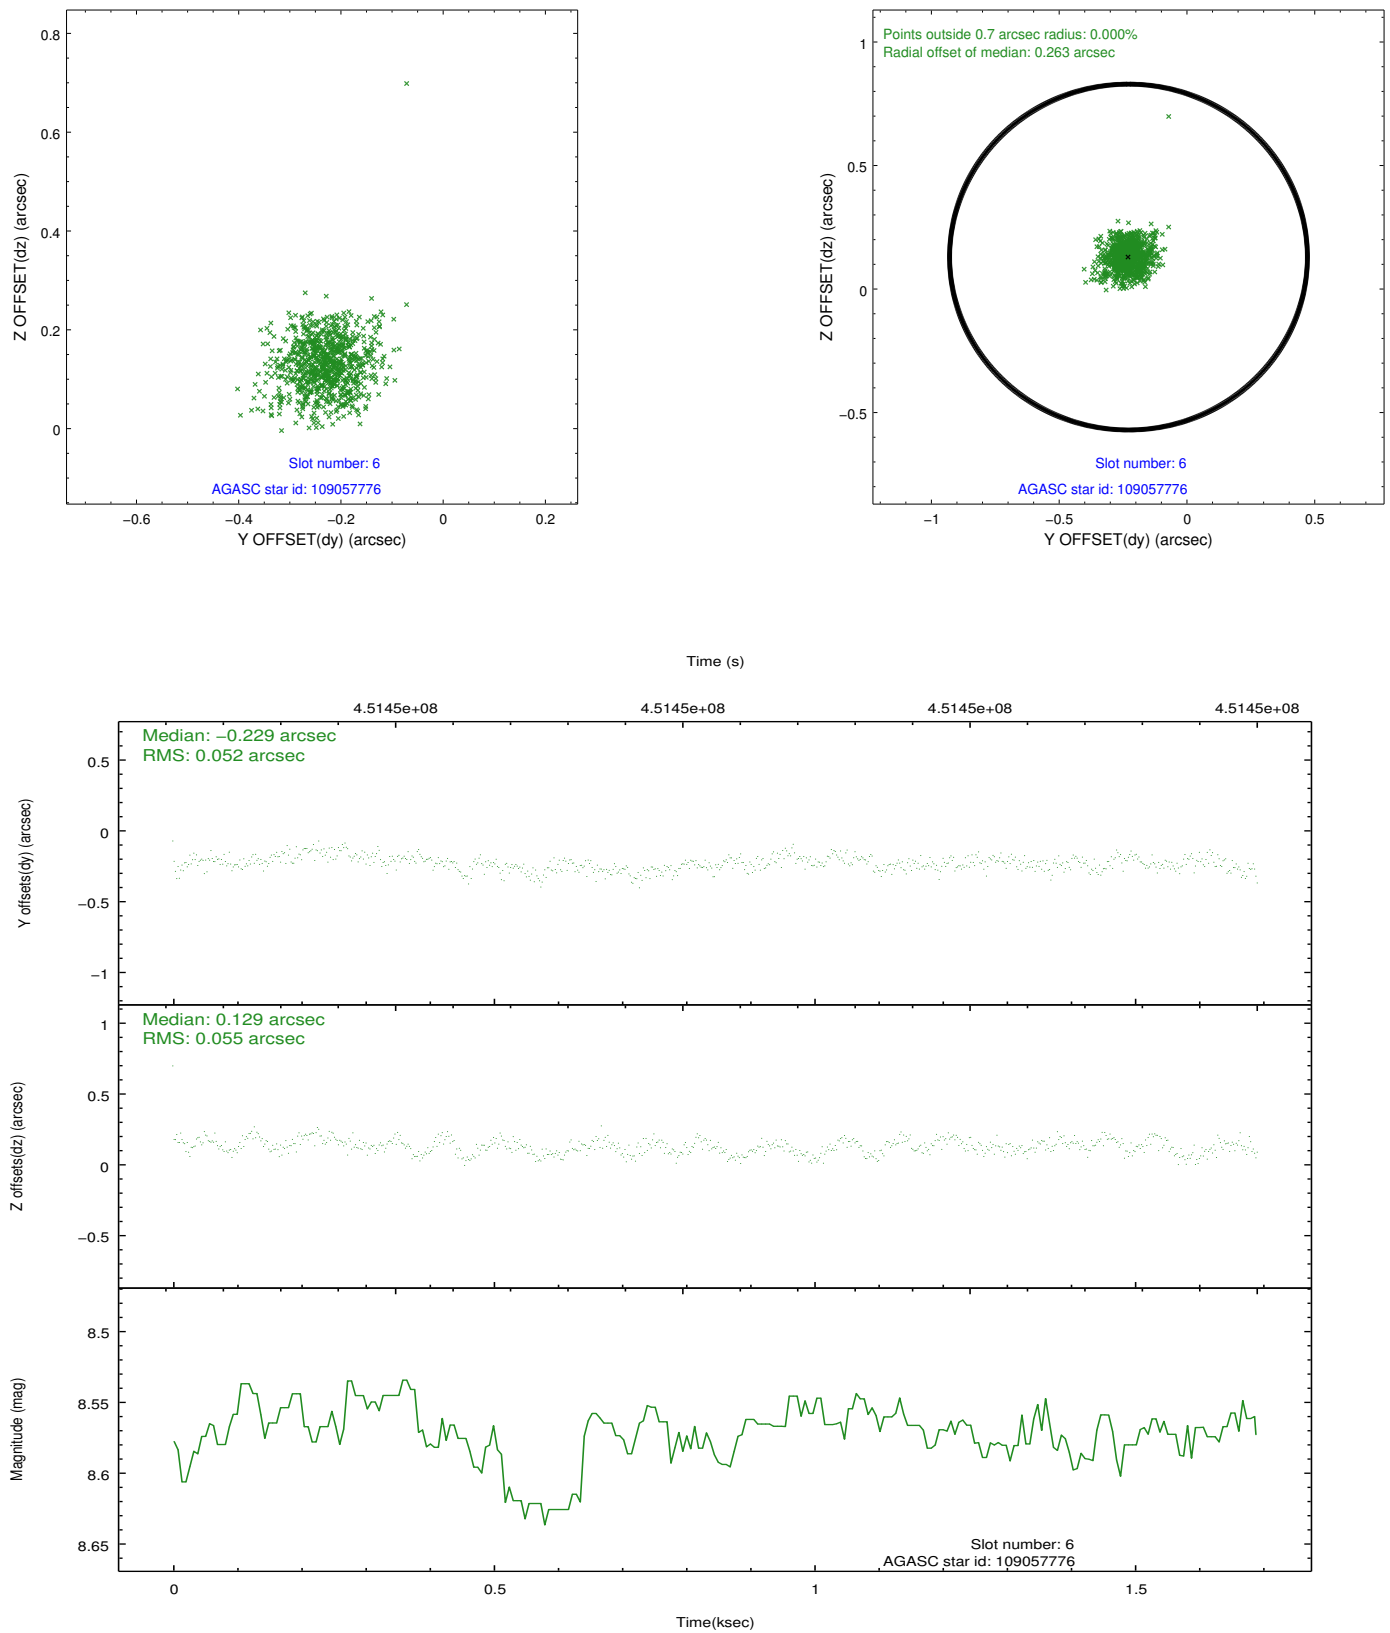 0.8
0.6
0.4
0.2
0
Z OFFSET(dz) (arcsec)
Slot number: 6
AGASC star id: 109057776
−0.6 −0.4 −0.2 0 0.2
Y OFFSET(dy) (arcsec)
Points outside 0.7 arcsec radius: 0.000%
Radial offset of median: 0.263 arcsec
1
0.5
0
−0.5
Z OFFSET(dz) (arcsec)
Slot number: 6
AGASC star id: 109057776
−1 −0.5 0 0.5
Y OFFSET(dy) (arcsec)
Time (s)
4.5145e+08 4.5145e+08 4.5145e+08 4.5145e+08
Median: −0.229 arcsec
RMS: 0.052 arcsec
0.5
0
−0.5
−1
Y offsets(dy) (arcsec)
Median: 0.129 arcsec
RMS: 0.055 arcsec
1
0.5
0
−0.5
Z offsets(dz) (arcsec)
8.5
8.55
8.6
8.65
Magnitude (mag)
Slot number: 6
AGASC star id: 109057776
0 0.5 1 1.5
Time(ksec)